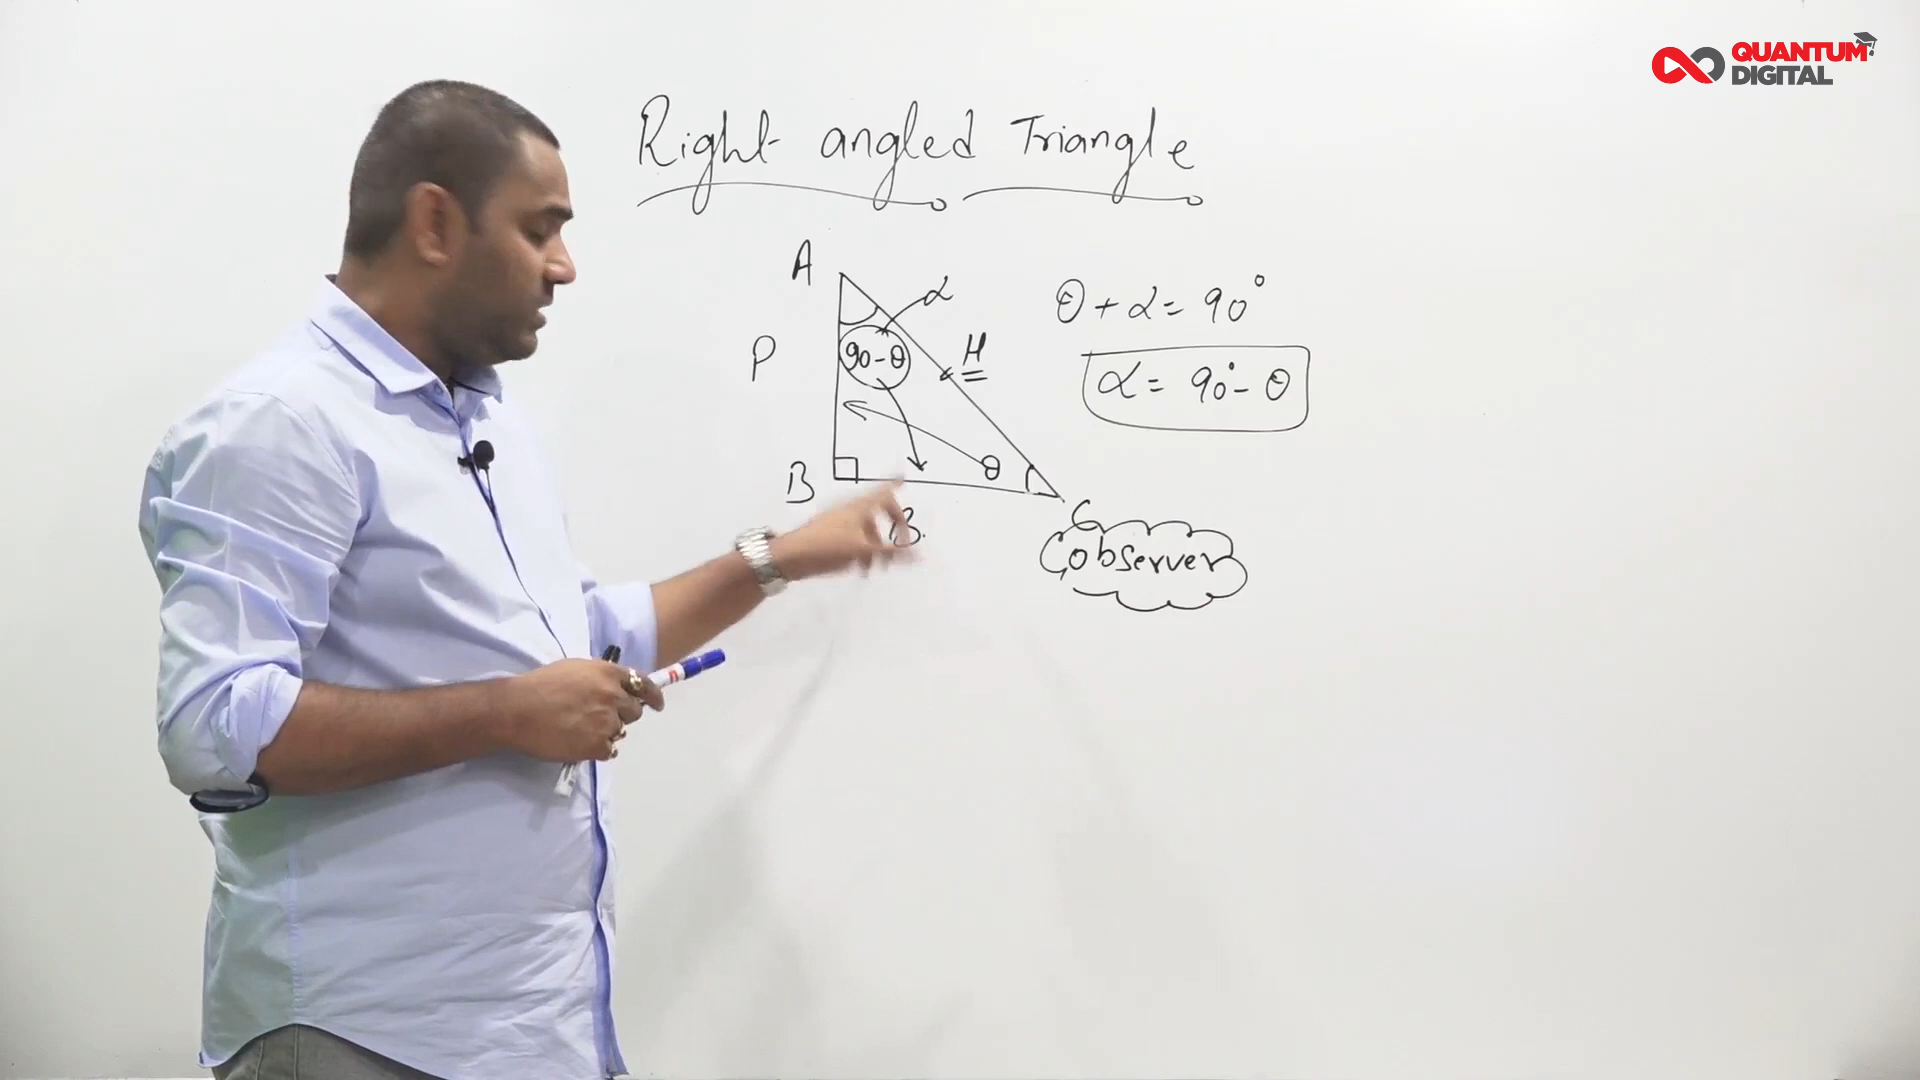 QUANTUM
DIGITAL
Right angled Triangle
A
α
θ + α = 90°
P
90-θ
H
α = 90° - θ
B
θ
C
B.
observer